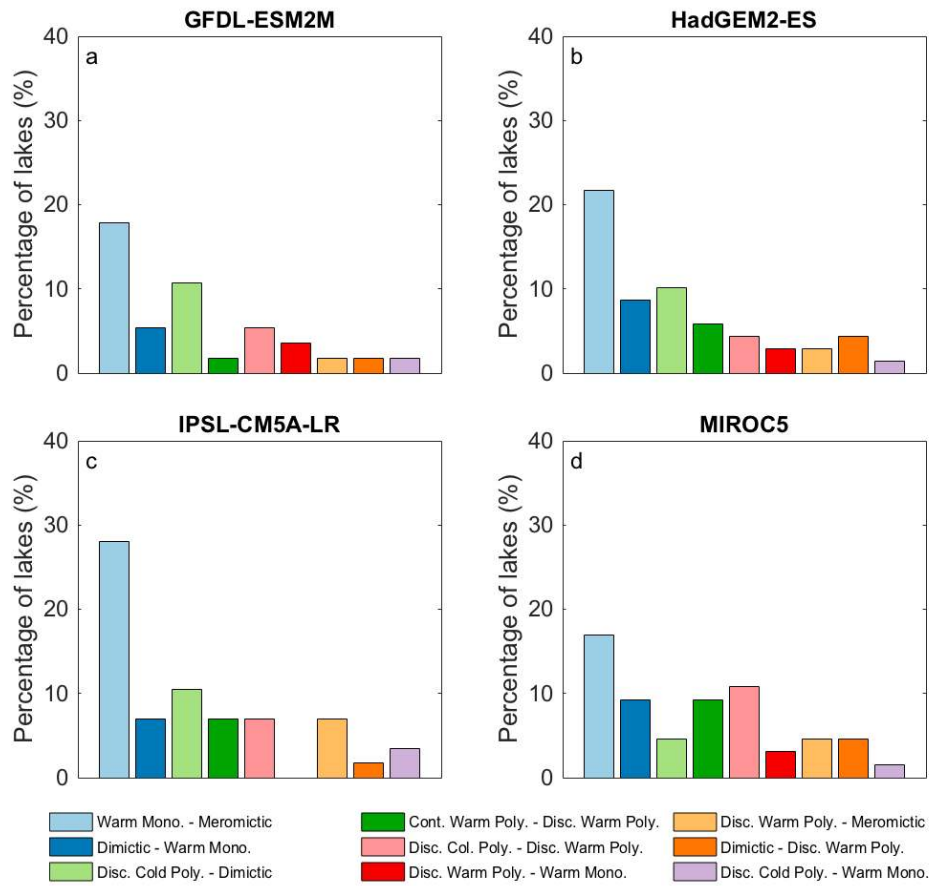 GFDL-ESM2M
HadGEM2-ES
a
b
Percentage of lakes (%)
40
30
20
10
0
Percentage of lakes (%)
40
30
20
10
0
IPSL-CM5A-LR
MIROC5
c
d
Percentage of lakes (%)
40
30
20
10
0
Percentage of lakes (%)
40
30
20
10
0
Warm Mono. - Meromictic
Cont. Warm Poly. - Disc. Warm Poly.
Disc. Warm Poly. - Meromictic
Dimictic - Warm Mono.
Disc. Col. Poly. - Disc. Warm Poly.
Dimictic - Disc. Warm Poly.
Disc. Cold Poly. - Dimictic
Disc. Warm Poly. - Warm Mono.
Disc. Cold Poly. - Warm Mono.